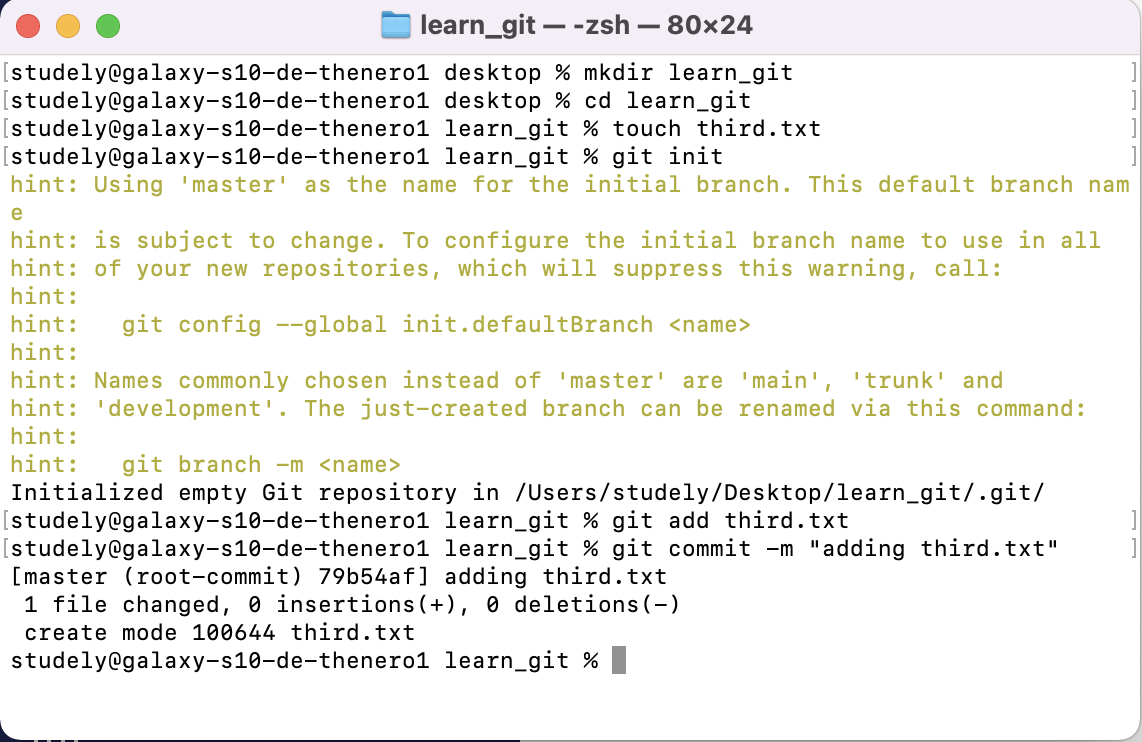 learn_git — -zsh — 80×24
[studely@galaxy-s10-de-thenero1 desktop % mkdir learn_git ]
[studely@galaxy-s10-de-thenero1 desktop % cd learn_git ]
[studely@galaxy-s10-de-thenero1 learn_git % touch third.txt ]
[studely@galaxy-s10-de-thenero1 learn_git % git init ]
hint: Using 'master' as the name for the initial branch. This default branch nam
e
hint: is subject to change. To configure the initial branch name to use in all
hint: of your new repositories, which will suppress this warning, call:
hint:
hint:   git config --global init.defaultBranch <name>
hint:
hint: Names commonly chosen instead of 'master' are 'main', 'trunk' and
hint: 'development'. The just-created branch can be renamed via this command:
hint:
hint:   git branch -m <name>
Initialized empty Git repository in /Users/studely/Desktop/learn_git/.git/
[studely@galaxy-s10-de-thenero1 learn_git % git add third.txt ]
[studely@galaxy-s10-de-thenero1 learn_git % git commit -m "adding third.txt" ]
[master (root-commit) 79b54af] adding third.txt
 1 file changed, 0 insertions(+), 0 deletions(-)
 create mode 100644 third.txt
studely@galaxy-s10-de-thenero1 learn_git %